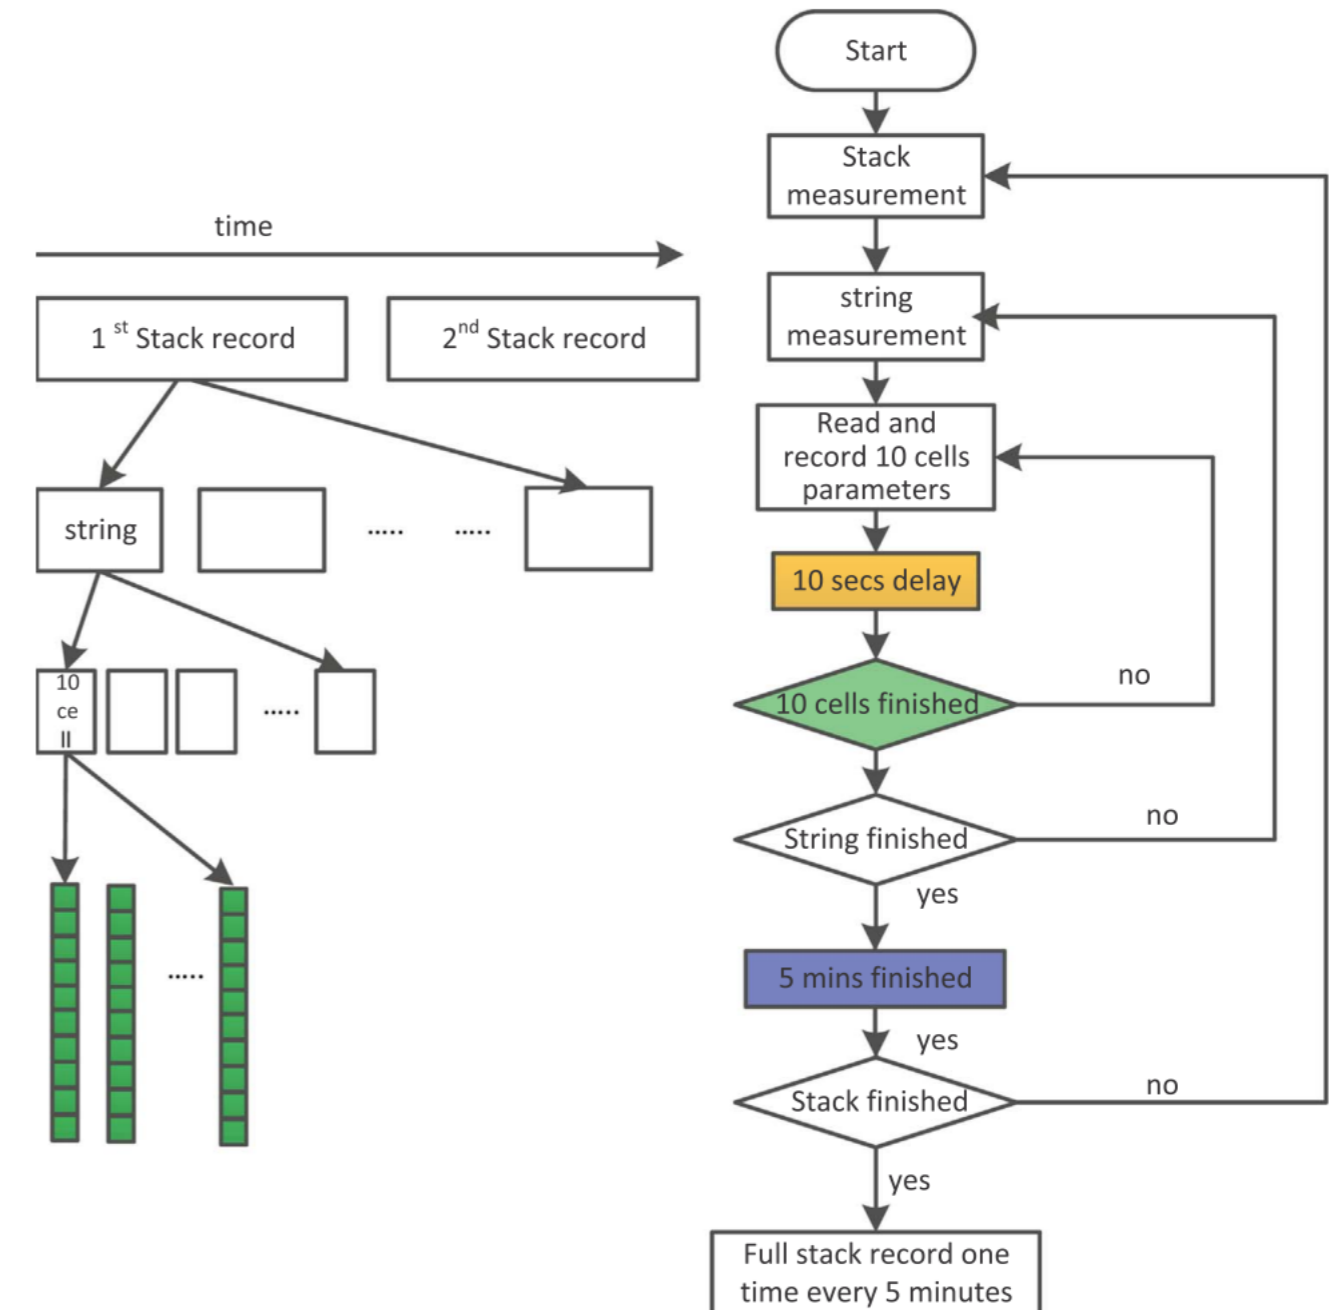 time
1 st Stack record
2nd Stack record
string
..... .....
10
ce
ll
.....
.....
Start
Stack
measurement
string
measurement
Read and
record 10 cells
parameters
10 secs delay
10 cells finished
no
String finished
no
yes
5 mins finished
yes
Stack finished
no
yes
Full stack record one
time every 5 minutes